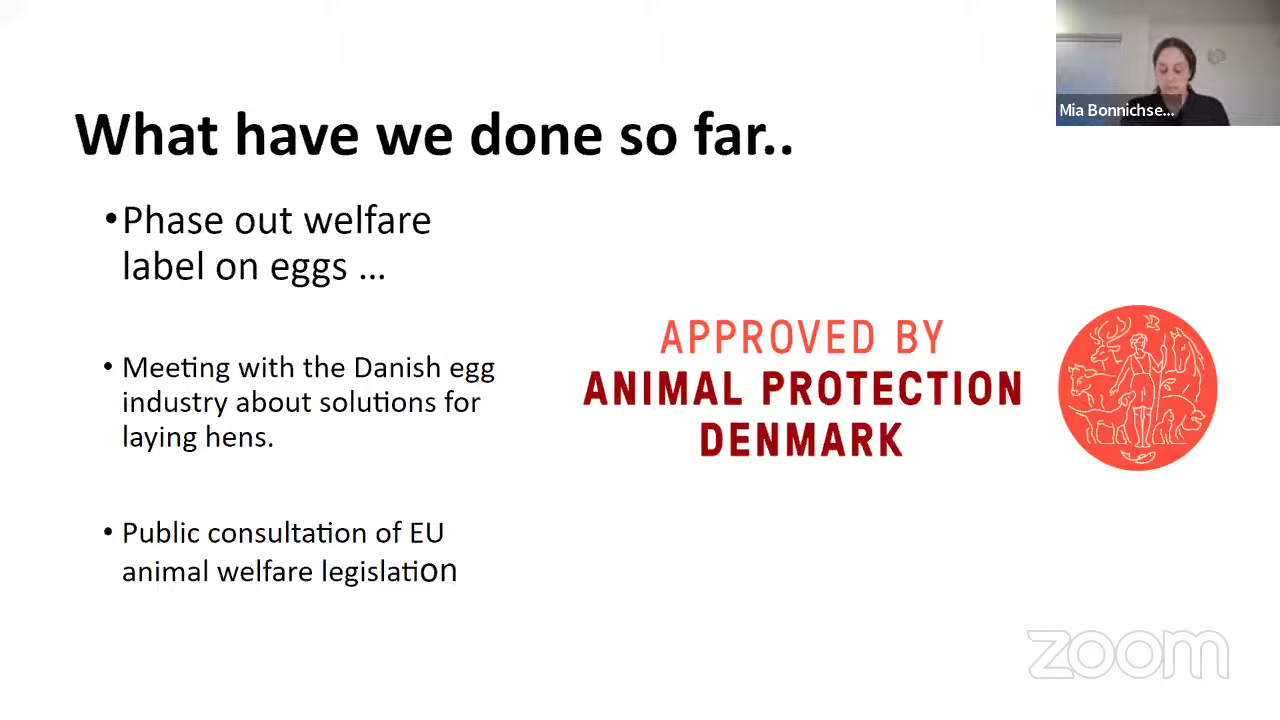 Mia Bonnichse...
What have we done so far..
•Phase out welfare
label on eggs ...
• Meeting with the Danish egg
industry about solutions for
laying hens.
• Public consultation of EU
animal welfare legislation
APPROVED BY
ANIMAL PROTECTION
DENMARK
zoom